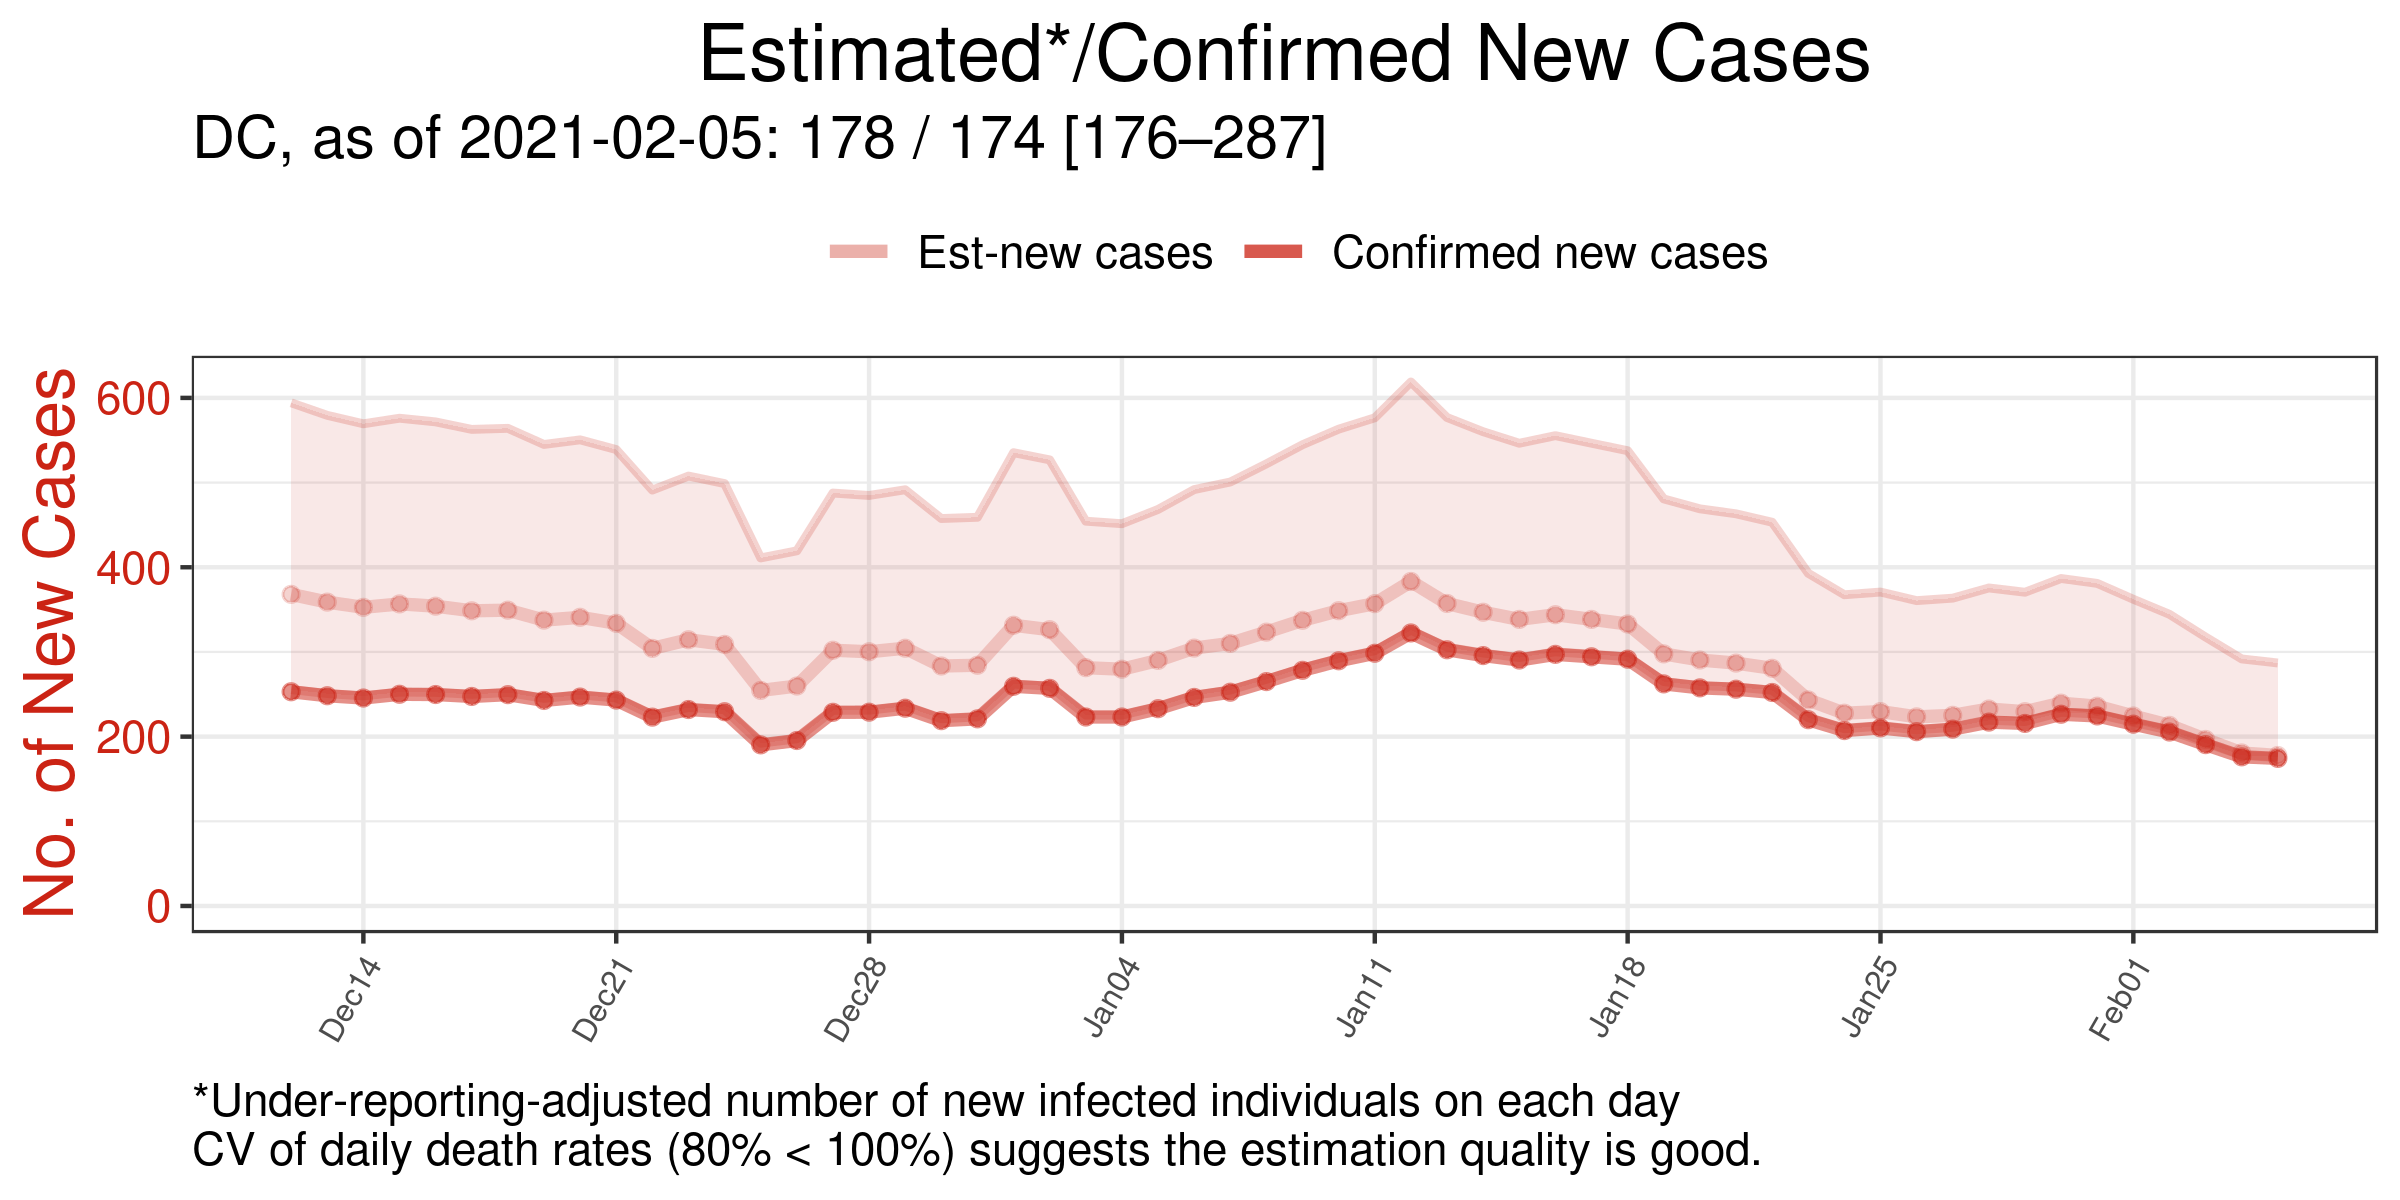 Estimated*/Confirmed New Cases
DC, as of 2021-02-05: 178 / 174 [176–287]
Est-new cases
Confirmed new cases
No. of New Cases
600
400
200
0
Dec14
Dec21
Dec28
Jan04
Jan11
Jan18
Jan25
Feb01
*Under-reporting-adjusted number of new infected individuals on each day
CV of daily death rates (80% < 100%) suggests the estimation quality is good.